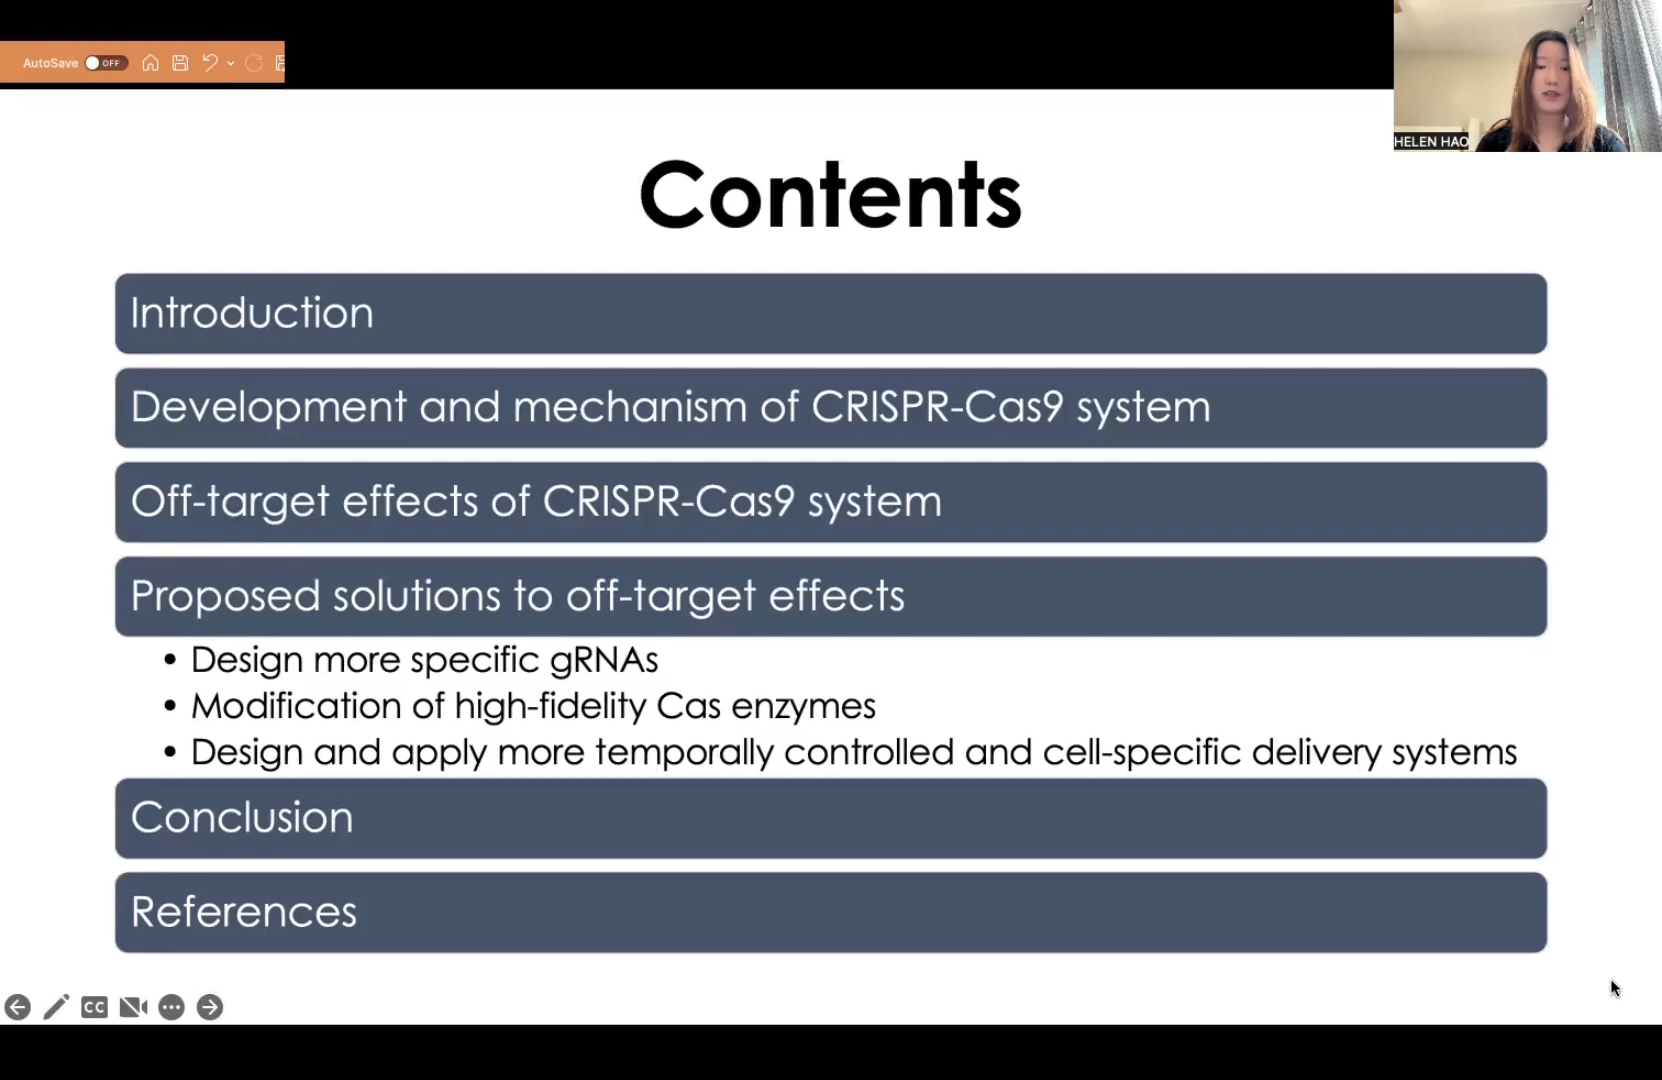 AutoSave OFF
HELEN HAO
Contents
Introduction
Development and mechanism of CRISPR-Cas9 system
Off-target effects of CRISPR-Cas9 system
Proposed solutions to off-target effects
• Design more specific gRNAs
• Modification of high-fidelity Cas enzymes
• Design and apply more temporally controlled and cell-specific delivery systems
Conclusion
References
CC